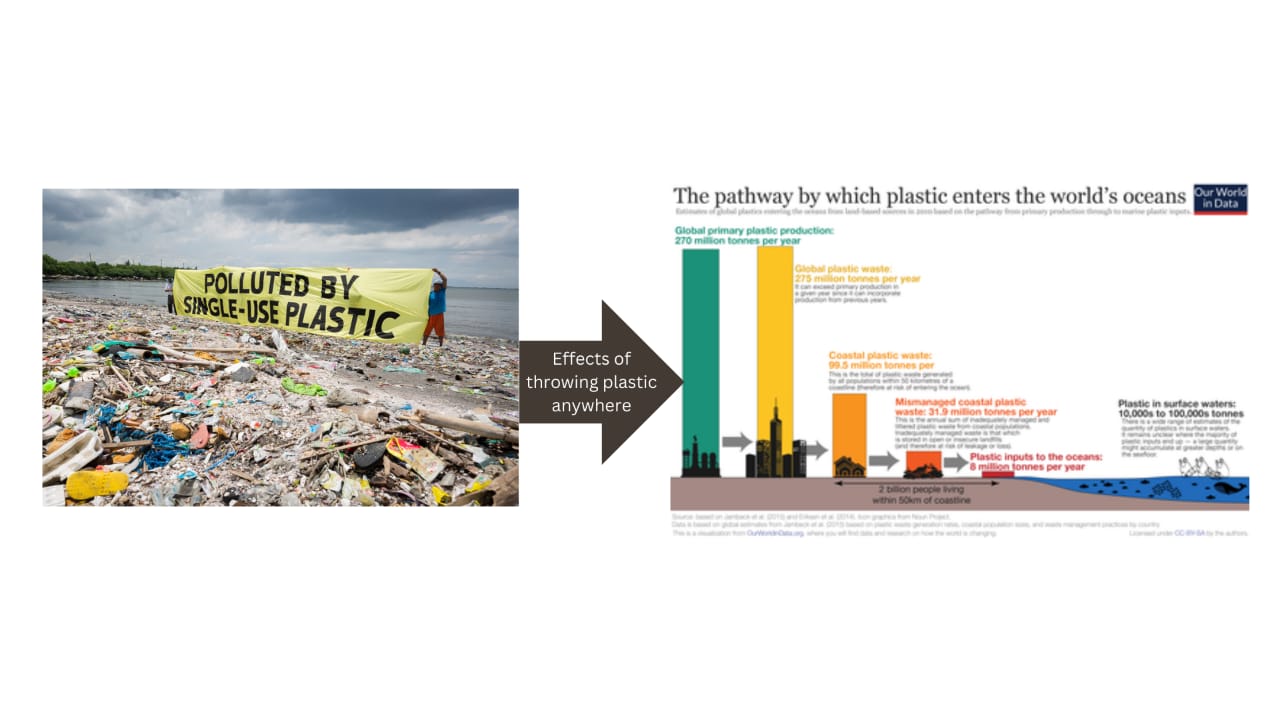 POLLUTED BY
SINGLE-USE PLASTIC
Effects of
throwing plastic
anywhere
The pathway by which plastic enters the world's oceans
Our World
in Data
Estimates of global plastics entering the oceans from land-based sources in 2010 based on the pathway from primary production through to marine plastic inputs.
Global primary plastic production:
270 million tonnes per year
Global plastic waste:
275 million tonnes per year
It can exceed primary production in
a given year since it can incorporate
production from previous years.
Coastal plastic waste:
99.5 million tonnes per
This is the total of plastic waste generated
by all populations within 50 kilometres of a
coastline (therefore at risk of entering the ocean).
Mismanaged coastal plastic
waste: 31.9 million tonnes per year
This is the annual sum of inadequately managed and
littered plastic waste from coastal populations.
Inadequately managed waste is that which
is stored in open or insecure landfills
(and therefore at risk of leakage or loss).
Plastic inputs to the oceans:
8 million tonnes per year
Plastic in surface waters:
10,000s to 100,000s tonnes
There is a wide range of estimates of the
quantity of plastics in surface waters.
It remains unclear where the majority of
plastic inputs end up — a large quantity
might accumulate at greater depths or on
the seafloor.
2 billion people living
within 50km of coastline
Source: based on Jambeck et al. (2015) and Eriksen et al. (2014). Icon graphics from Noun Project.
Data is based on global estimates from Jambeck et al. (2015) based on plastic waste generation rates, coastal population sizes, and waste management practices by country.
This is a visualization from OurWorldinData.org, where you will find data and research on how the world is changing.
Licensed under CC-BY-SA by the authors.